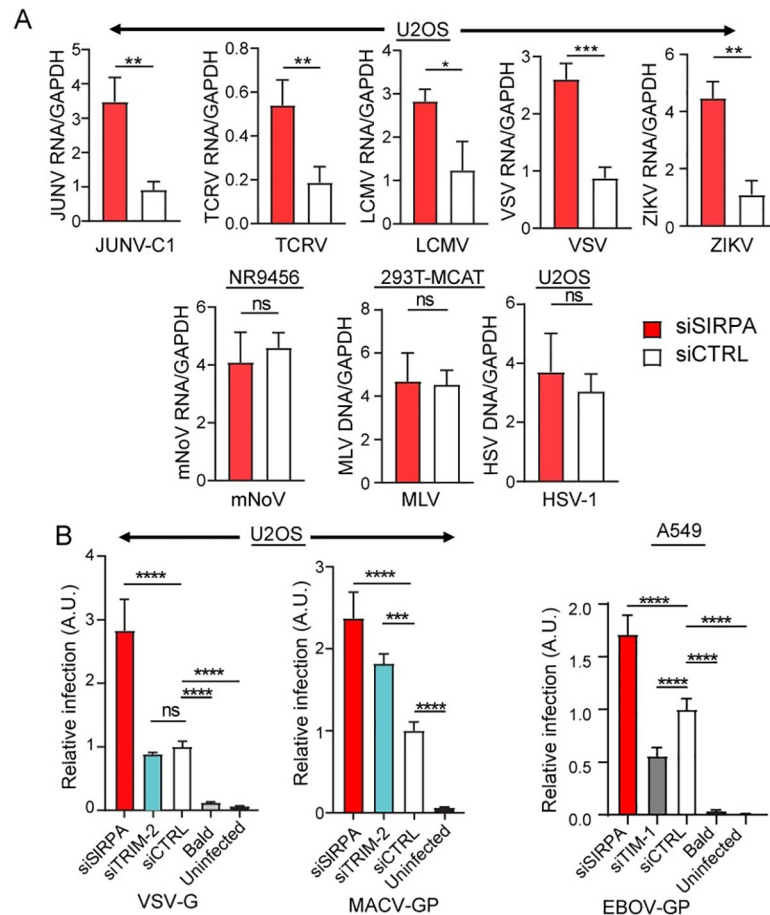 A
U2OS
JUNV RNA/GAPDH
5
4
3
2
1
0
**
JUNV-C1
TCRV RNA/GAPDH
0.8
0.6
0.4
0.2
0.0
**
TCRV
LCMV RNA/GAPDH
4
3
2
1
0
*
LCMV
VSV RNA/GAPDH
3
2
1
0
***
VSV
ZIKV RNA/GAPDH
6
4
2
0
**
ZIKV
NR9456
mNoV RNA/GAPDH
6
4
2
0
ns
mNoV
293T-MCAT
MLV DNA/GAPDH
8
6
4
2
0
ns
MLV
U2OS
HSV DNA/GAPDH
6
4
2
0
ns
HSV-1
siSIRPA
siCTRL
B
U2OS
Relative infection (A.U.)
4
3
2
1
0
****
****
****
ns
siSIRPA
siTRIM-2
siCTRL
Bald
Uninfected
VSV-G
Relative infection (A.U.)
3
2
1
0
****
***
****
siSIRPA
siTRIM-2
siCTRL
Uninfected
MACV-GP
A549
Relative infection (A.U.)
2.0
1.5
1.0
0.5
0.0
****
****
****
****
siSIRPA
siTIM-1
siCTRL
Bald
Uninfected
EBOV-GP